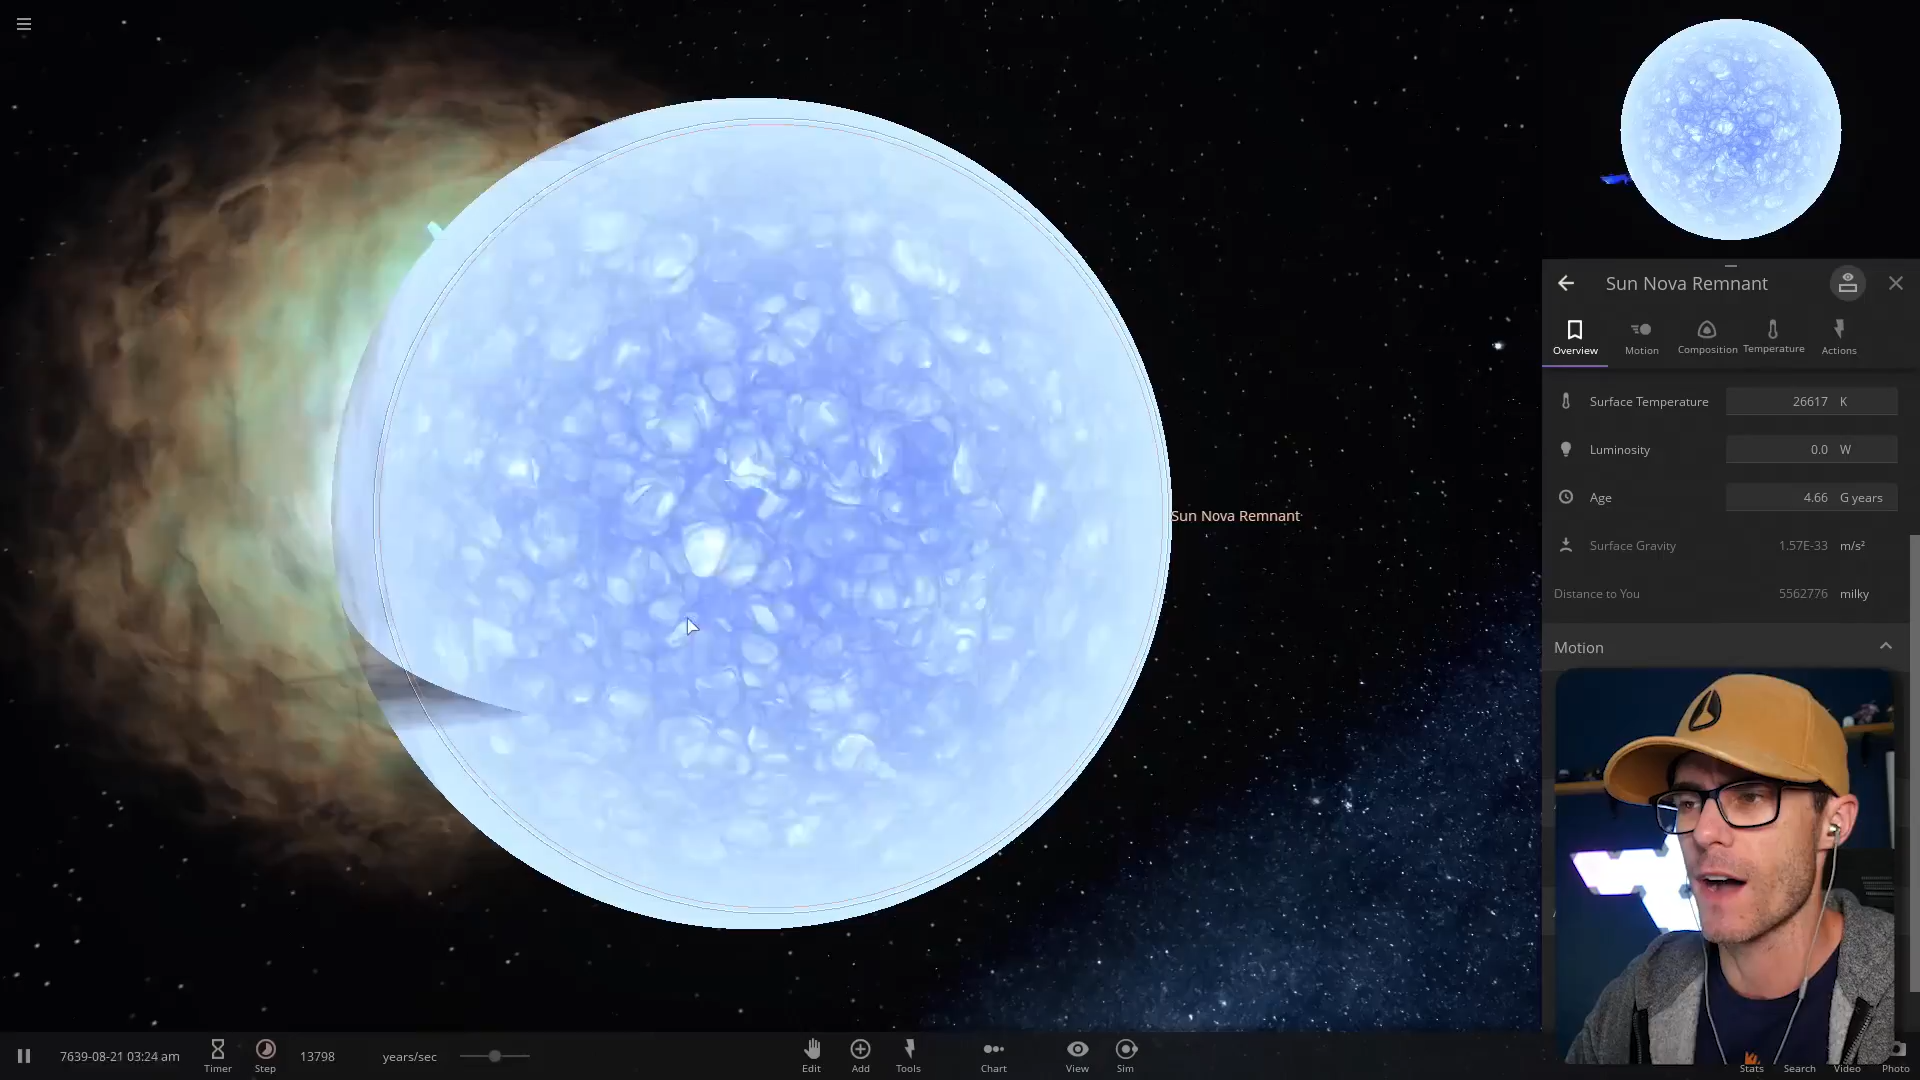 Sun Nova Remnant
Overview
Motion
Composition
Temperature
Actions
Surface Temperature 26617 K
Luminosity 0.0 W
Age 4.66 G years
Surface Gravity 1.57E-33 m/s²
Distance to You 5562776 milky
Motion
Sun Nova Remnant
7639-08-21 03:24 am
Timer
Step
13798 years/sec
Edit
Add
Tools
Chart
View
Sim
Stats
Search
Video
Photo